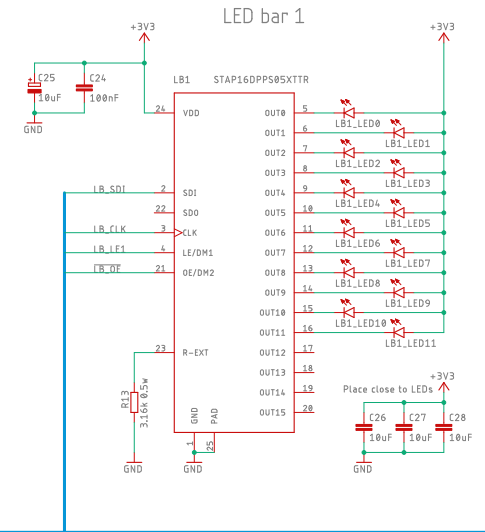 LED bar 1
+3V3
+3V3
LB1 STAP16DPPS05XTTR
C25
10uF
C24
100nF
GND
24 VDD
OUT0 5
LB1_LED0
OUT1 6
LB1_LED1
OUT2 7
LB1_LED2
OUT3 8
LB1_LED3
LB_SDI 2 SDI
OUT4 9
LB1_LED4
22 SDO
OUT5 10
LB1_LED5
LB_CLK 3 CLK
OUT6 11
LB1_LED6
LB_LE1 4 LE/DM1
OUT7 12
LB1_LED7
LB_OE 21 OE/DM2
OUT8 13
LB1_LED8
OUT9 14
LB1_LED9
OUT10 15
LB1_LED10
OUT11 16
LB1_LED11
23 R-EXT
OUT12 17
OUT13 18
OUT14 19
OUT15 20
R13
3.16k 0.5w
GND
GND
PAD
1
25
GND
+3V3
Place close to LEDs
C26
10uF
C27
10uF
C28
10uF
GND